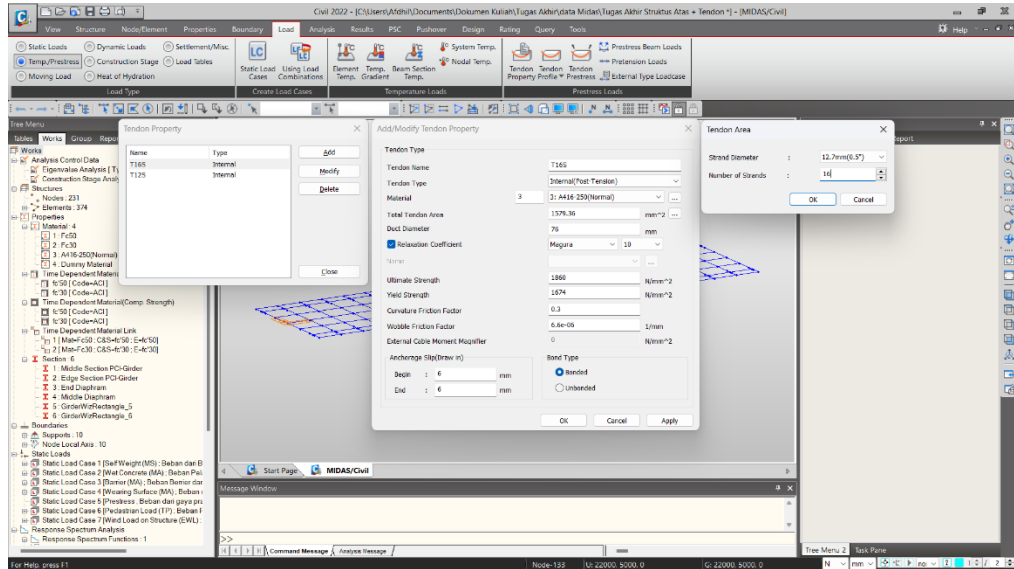 Civil 2022 - [C:\Users\Afdhil\Documents\Dokumen Kuliah\Tugas Akhir\data Midas\Tugas Akhir Struktus Atas + Tendon *] - [MIDAS/Civil]
View Structure Node/Element Properties Boundary Load Analysis Results PSC Pushover Design Rating Query Tools Help
Static Loads Dynamic Loads Settlement/Misc.
Temp./Prestress Construction Stage Load Tables
Moving Load Heat of Hydration
Load Type
LC
Static Load Cases
Using Load Combinations
Create Load Cases
Element Temp.
Temp. Gradient
Beam Section Temp.
System Temp.
Nodal Temp.
Temperature Loads
Tendon Property
Tendon Profile
Tendon Prestress
Prestress Beam Loads
Pretension Loads
External Type Loadcase
Prestress Loads
Tree Menu
Tables Works Group Repor
Works
Analysis Control Data
Eigenvalue Analysis [ Ty
Construction Stage Analy
Structures
Nodes : 231
Elements : 374
Properties
Material : 4
1 : Fc50
2 : Fc30
3 : A416-250(Normal)
4 : Dummy Material
Time Dependent Materia
fc'50 [ Code=ACI ]
fc'30 [ Code=ACI ]
Time Dependent Material(Comp. Strength)
fc'50 [ Code=ACI ]
fc'30 [ Code=ACI ]
Time Dependent Material Link
1 [ Mat=Fc50 ; C&S=fc'50 ; E=fc'50]
2 [ Mat=Fc30 ; C&S=fc'30 ; E=fc'30]
Section : 6
1 : Middle Section PCI-Girder
2 : Edge Section PCI-Girder
3 : End Diaphram
4 : Middle Diaphram
5 : GirderWizRectangle_5
6 : GirderWizRectangle_6
Boundaries
Supports : 10
Node Local Axis : 10
Static Loads
Static Load Case 1 [Self Weight(MS) ; Beban dari B
Static Load Case 2 [Wet Concrete (MA) ; Beban Pel
Static Load Case 3 [Barrier (MA) ; Beban Berrier dar
Static Load Case 4 [Wearing Surface (MA) ; Beban
Static Load Case 5 [Prestress ; Beban dari gaya pra
Static Load Case 6 [Pedastrian Load (TP) ; Beban F
Static Load Case 7 [Wind Load on Structure (EWL) ;
Response Spectrum Analysis
Response Spectrum Functions : 1
Tendon Property
Name Type
T16S Internal
T12S Internal
Add
Modify
Delete
Close
Add/Modify Tendon Property
Tendon Type
Tendon Name T16S
Tendon Type Internal(Post-Tension)
Material 3 3: A416-250(Normal) ...
Total Tendon Area 1579.36 mm^2 ...
Duct Diameter 76 mm
Relaxation Coefficient Magura 10
Name ...
Ultimate Strength 1860 N/mm^2
Yield Strength 1674 N/mm^2
Curvature Friction Factor 0.3
Wobble Friction Factor 6.6e-06 1/mm
External Cable Moment Magnifier 0 N/mm^2
Anchorage Slip(Draw in)
Begin : 6 mm
End : 6 mm
Bond Type
Bonded
Unbonded
OK Cancel Apply
Tendon Area
Strand Diameter : 12.7mm(0.5")
Number of Strands : 16
OK Cancel
eport
Start Page MIDAS/Civil
Message Window
>>
Command Message Analysis Message
Tree Menu 2 Task Pane
For Help, press F1 Node-133 U: 22000, 5000, 0 G: 22000, 5000, 0 N mm no 2 1 / 2